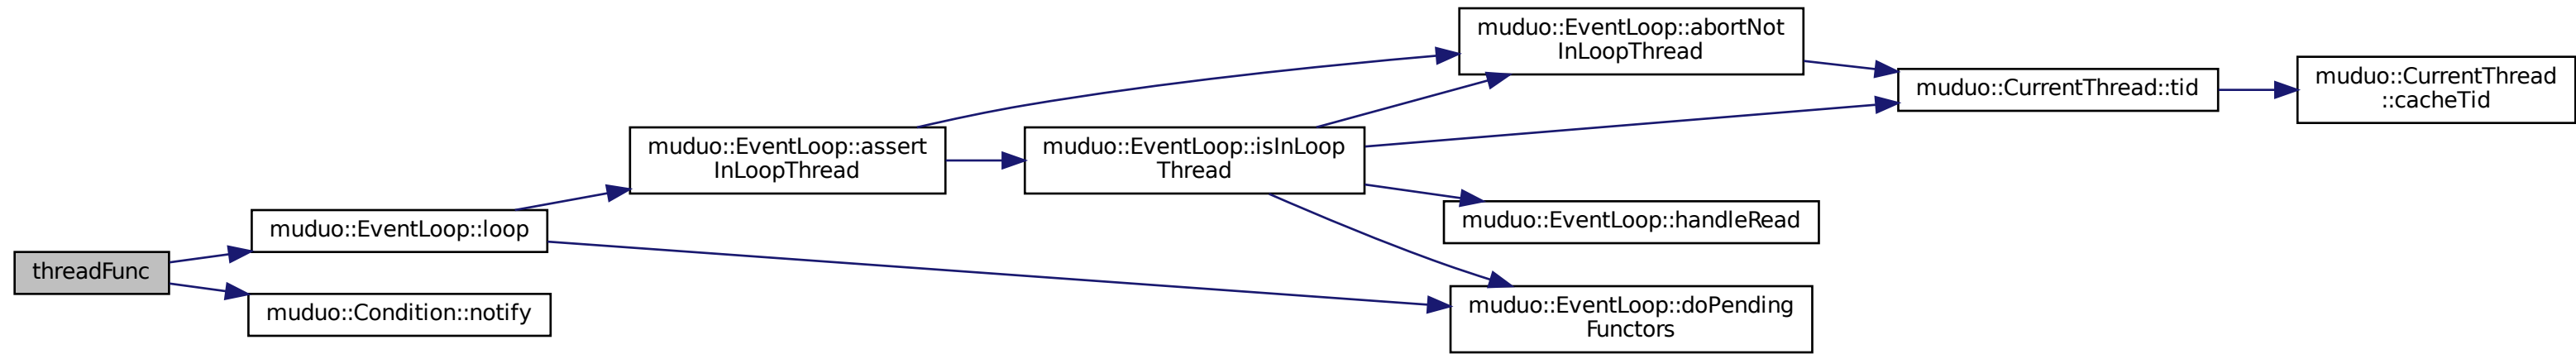 threadFunc
muduo::EventLoop::loop
muduo::Condition::notify
muduo::EventLoop::assert
InLoopThread
muduo::EventLoop::isInLoop
Thread
muduo::EventLoop::abortNot
InLoopThread
muduo::EventLoop::handleRead
muduo::EventLoop::doPending
Functors
muduo::CurrentThread::tid
muduo::CurrentThread
::cacheTid